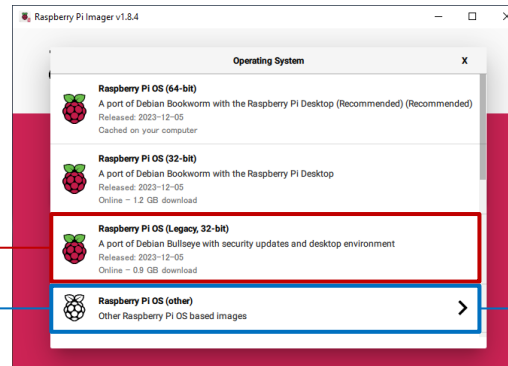 Raspberry Pi Imager v1.8.4
Operating System
X
Raspberry Pi OS (64-bit)
A port of Debian Bookworm with the Raspberry Pi Desktop (Recommended) (Recommended)
Released: 2023-12-05
Cached on your computer
Raspberry Pi OS (32-bit)
A port of Debian Bookworm with the Raspberry Pi Desktop
Released: 2023-12-05
Online - 1.2 GB download
Raspberry Pi OS (Legacy, 32-bit)
A port of Debian Bullseye with security updates and desktop environment
Released: 2023-12-05
Online - 0.9 GB download
Raspberry Pi OS (other)
Other Raspberry Pi OS based images